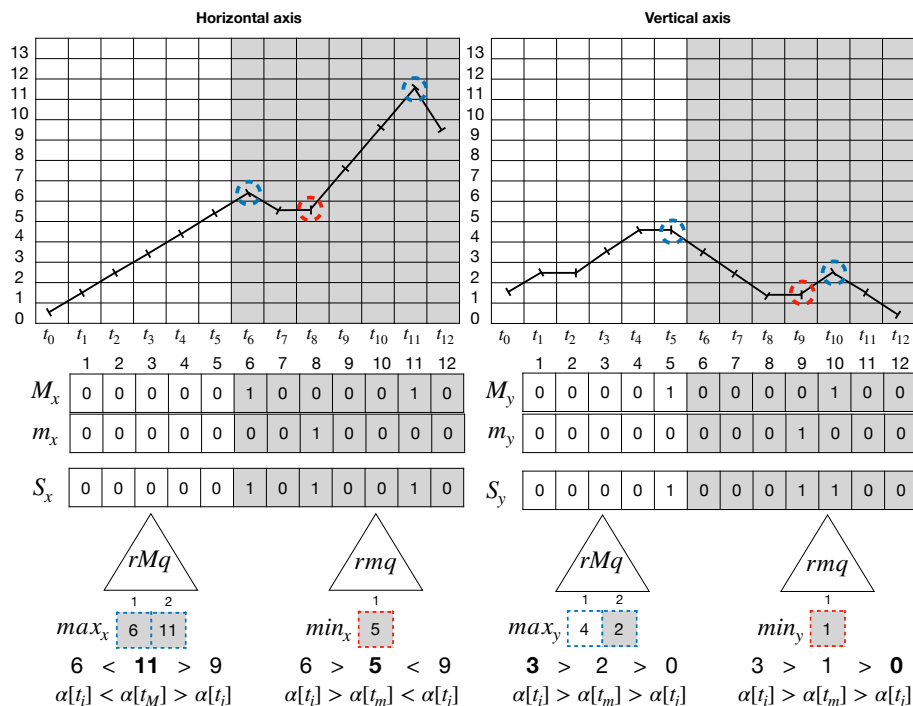 Horizontal axis
13
12
11
10
9
8
7
6
5
4
3
2
1
0
t0 t1 t2 t3 t4 t5 t6 t7 t8 t9 t10 t11 t12
1 2 3 4 5 6 7 8 9 10 11 12
Mx 0 0 0 0 0 1 0 0 0 0 1 0
mx 0 0 0 0 0 0 0 1 0 0 0 0
Sx 0 0 0 0 0 1 0 1 0 0 1 0
rMq
1 2
maxx 6 11
6 < 11 > 9
α[ti] < α[tM] > α[tj]
rmq
1
minx 5
6 > 5 < 9
α[ti] > α[tm] < α[tj]
Vertical axis
13
12
11
10
9
8
7
6
5
4
3
2
1
0
t0 t1 t2 t3 t4 t5 t6 t7 t8 t9 t10 t11 t12
1 2 3 4 5 6 7 8 9 10 11 12
My 0 0 0 0 1 0 0 0 0 1 0 0
my 0 0 0 0 0 0 0 0 1 0 0 0
Sy 0 0 0 0 1 0 0 0 1 1 0 0
rMq
1 2
maxy 4 2
3 > 2 > 0
α[ti] > α[tm] > α[ti]
rmq
1
miny 1
3 > 1 > 0
α[ti] > α[tm] > α[ti]